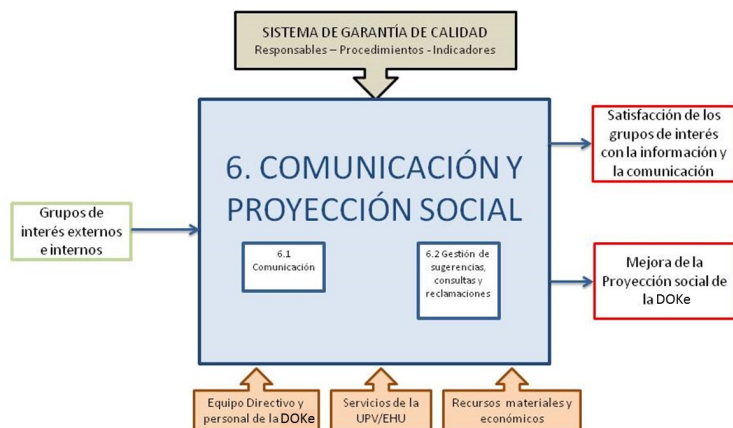 SISTEMA DE GARANTÍA DE CALIDAD
Responsables – Procedimientos - Indicadores
6. COMUNICACIÓN Y
PROYECCIÓN SOCIAL
6.1
Comunicación
6.2 Gestión de
sugerencias,
consultas y
reclamaciones
Grupos de
interés externos
e internos
Satisfacción de los
grupos de interés
con la información y
la comunicación
Mejora de la
Proyección social de
la DOKe
Equipo Directivo y
personal de la DOKe
Servicios de la
UPV/EHU
Recursos materiales y
económicos